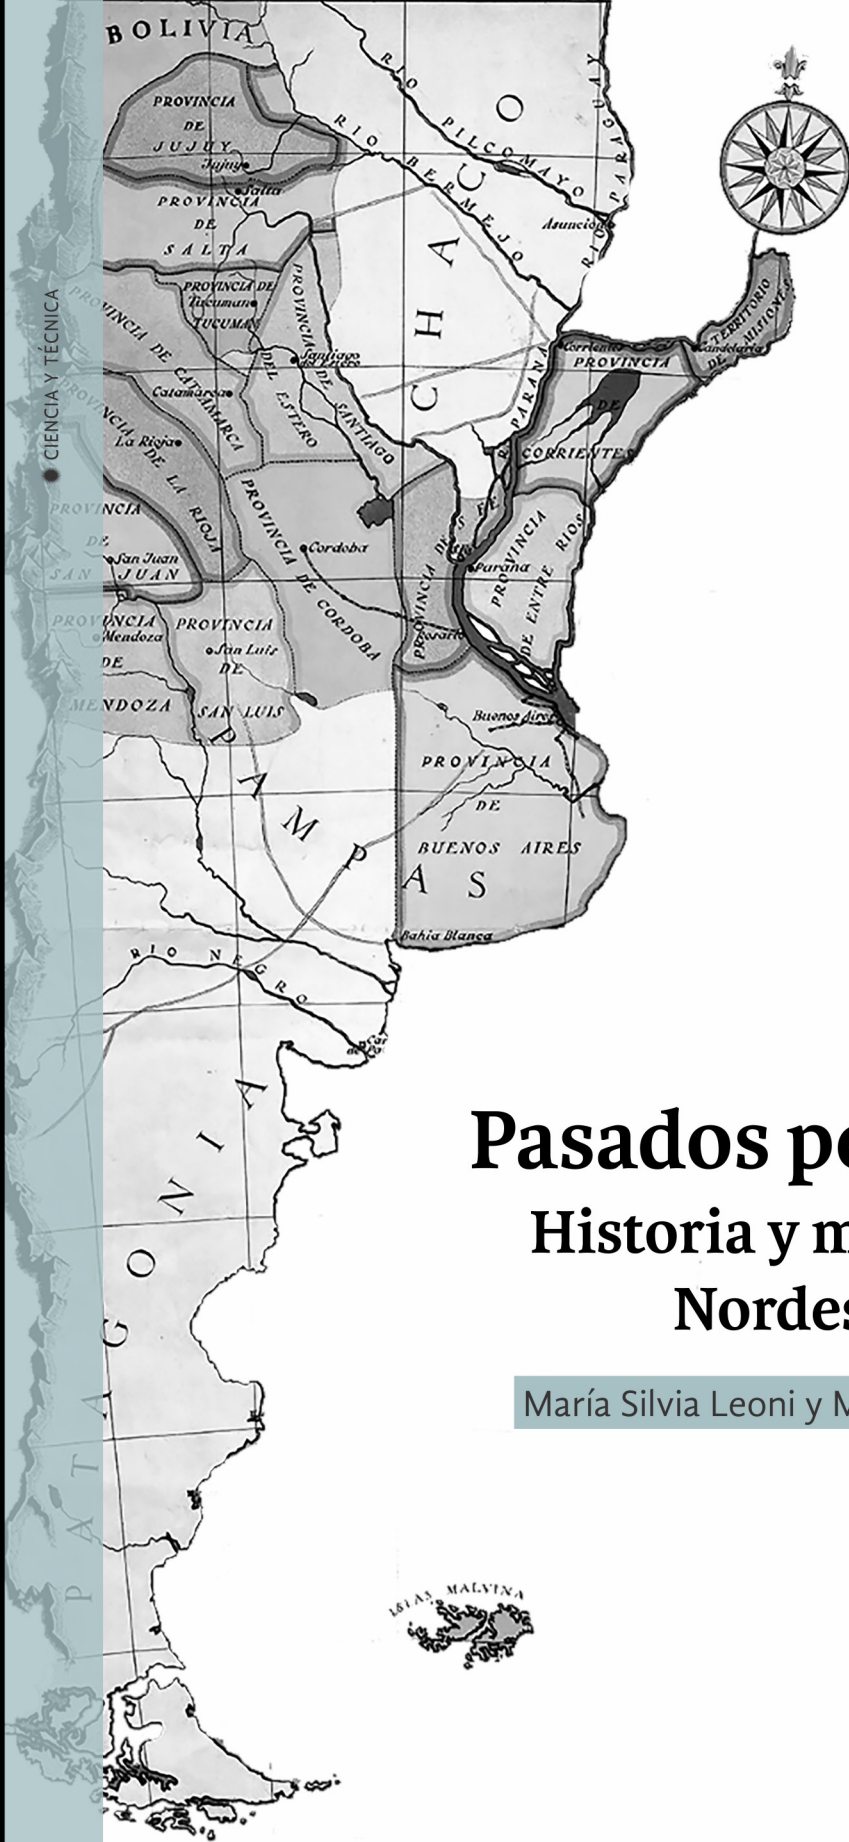 CIENCIA Y TÉCNICA
BOLIVIA
PROVINCIA
DE
JUJUY
Jujuy
Salta
PROVINCIA
DE
SALTA
PROVINCIA DE
Tucuman
TUCUMAN
PROVINCIA DE CATAMARCA
Catamarca
PROVINCIA DE SANTIAGO
DEL ESTERO
Santiago
del Estero
PROVINCIA DE LA RIOJA
La Rioja
PROVINCIA
DE
San Juan
SAN JUAN
PROVINCIA
Mendoza
DE
MENDOZA
PROVINCIA
San Luis
DE
SAN LUIS
PROVINCIA DE CORDOBA
Cordoba
CHACO
RIO PILCOMAYO
RIO BERMEJO
RIO PARAGUAY
Asuncion
PARANA
Corrientes
PROVINCIA
DE
CORRIENTES
Candelaria
TERRITORIO
DE MISIONES
PROVINCIA DE S. FE
Rosario
Parana
PROVINCIA
DE ENTRE RIOS
Buenos Aires
PROVINCIA
DE
BUENOS AIRES
PAMPAS
Bahia Blanca
RIO NEGRO
PATAGONIA
ISLAS MALVINA
Pasados pe
Historia y m
Nordes
María Silvia Leoni y M